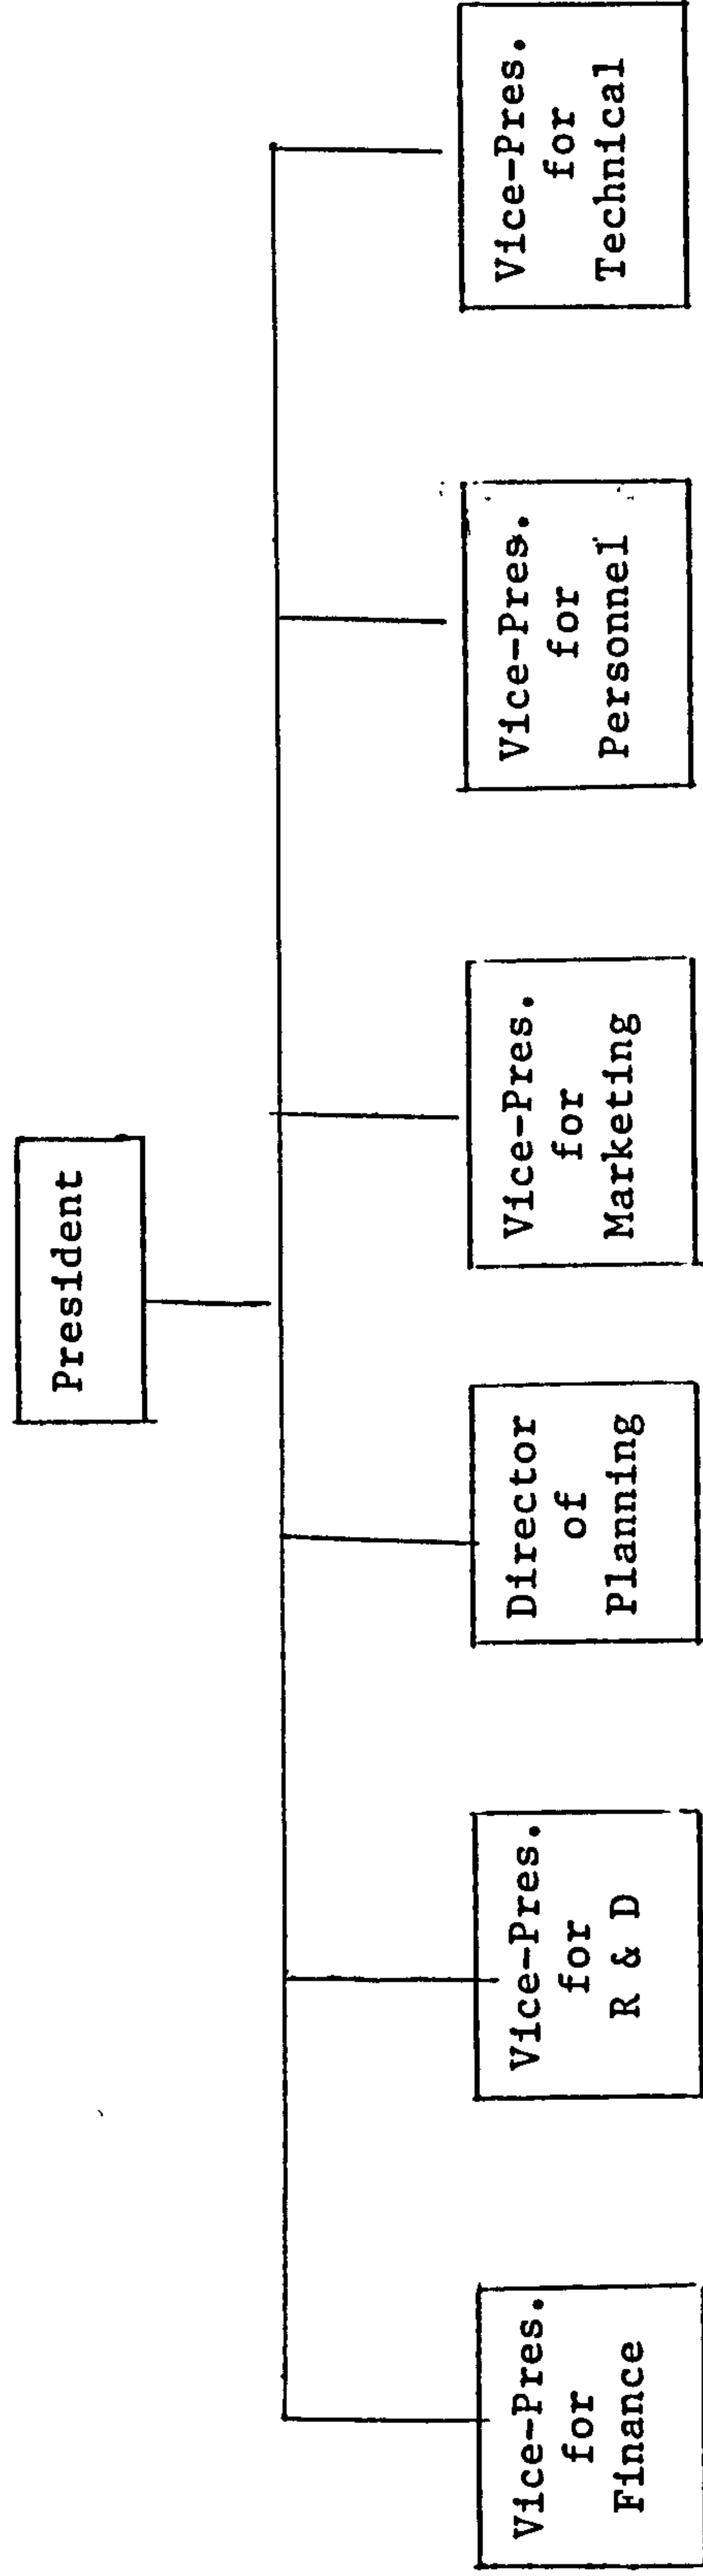 President
Vice-Pres.
for
Finance
Vice-Pres.
for
R & D
Director
of
Planning
Vice-Pres.
for
Marketing
Vice-Pres.
for
Personnel
Vice-Pres.
for
Technical